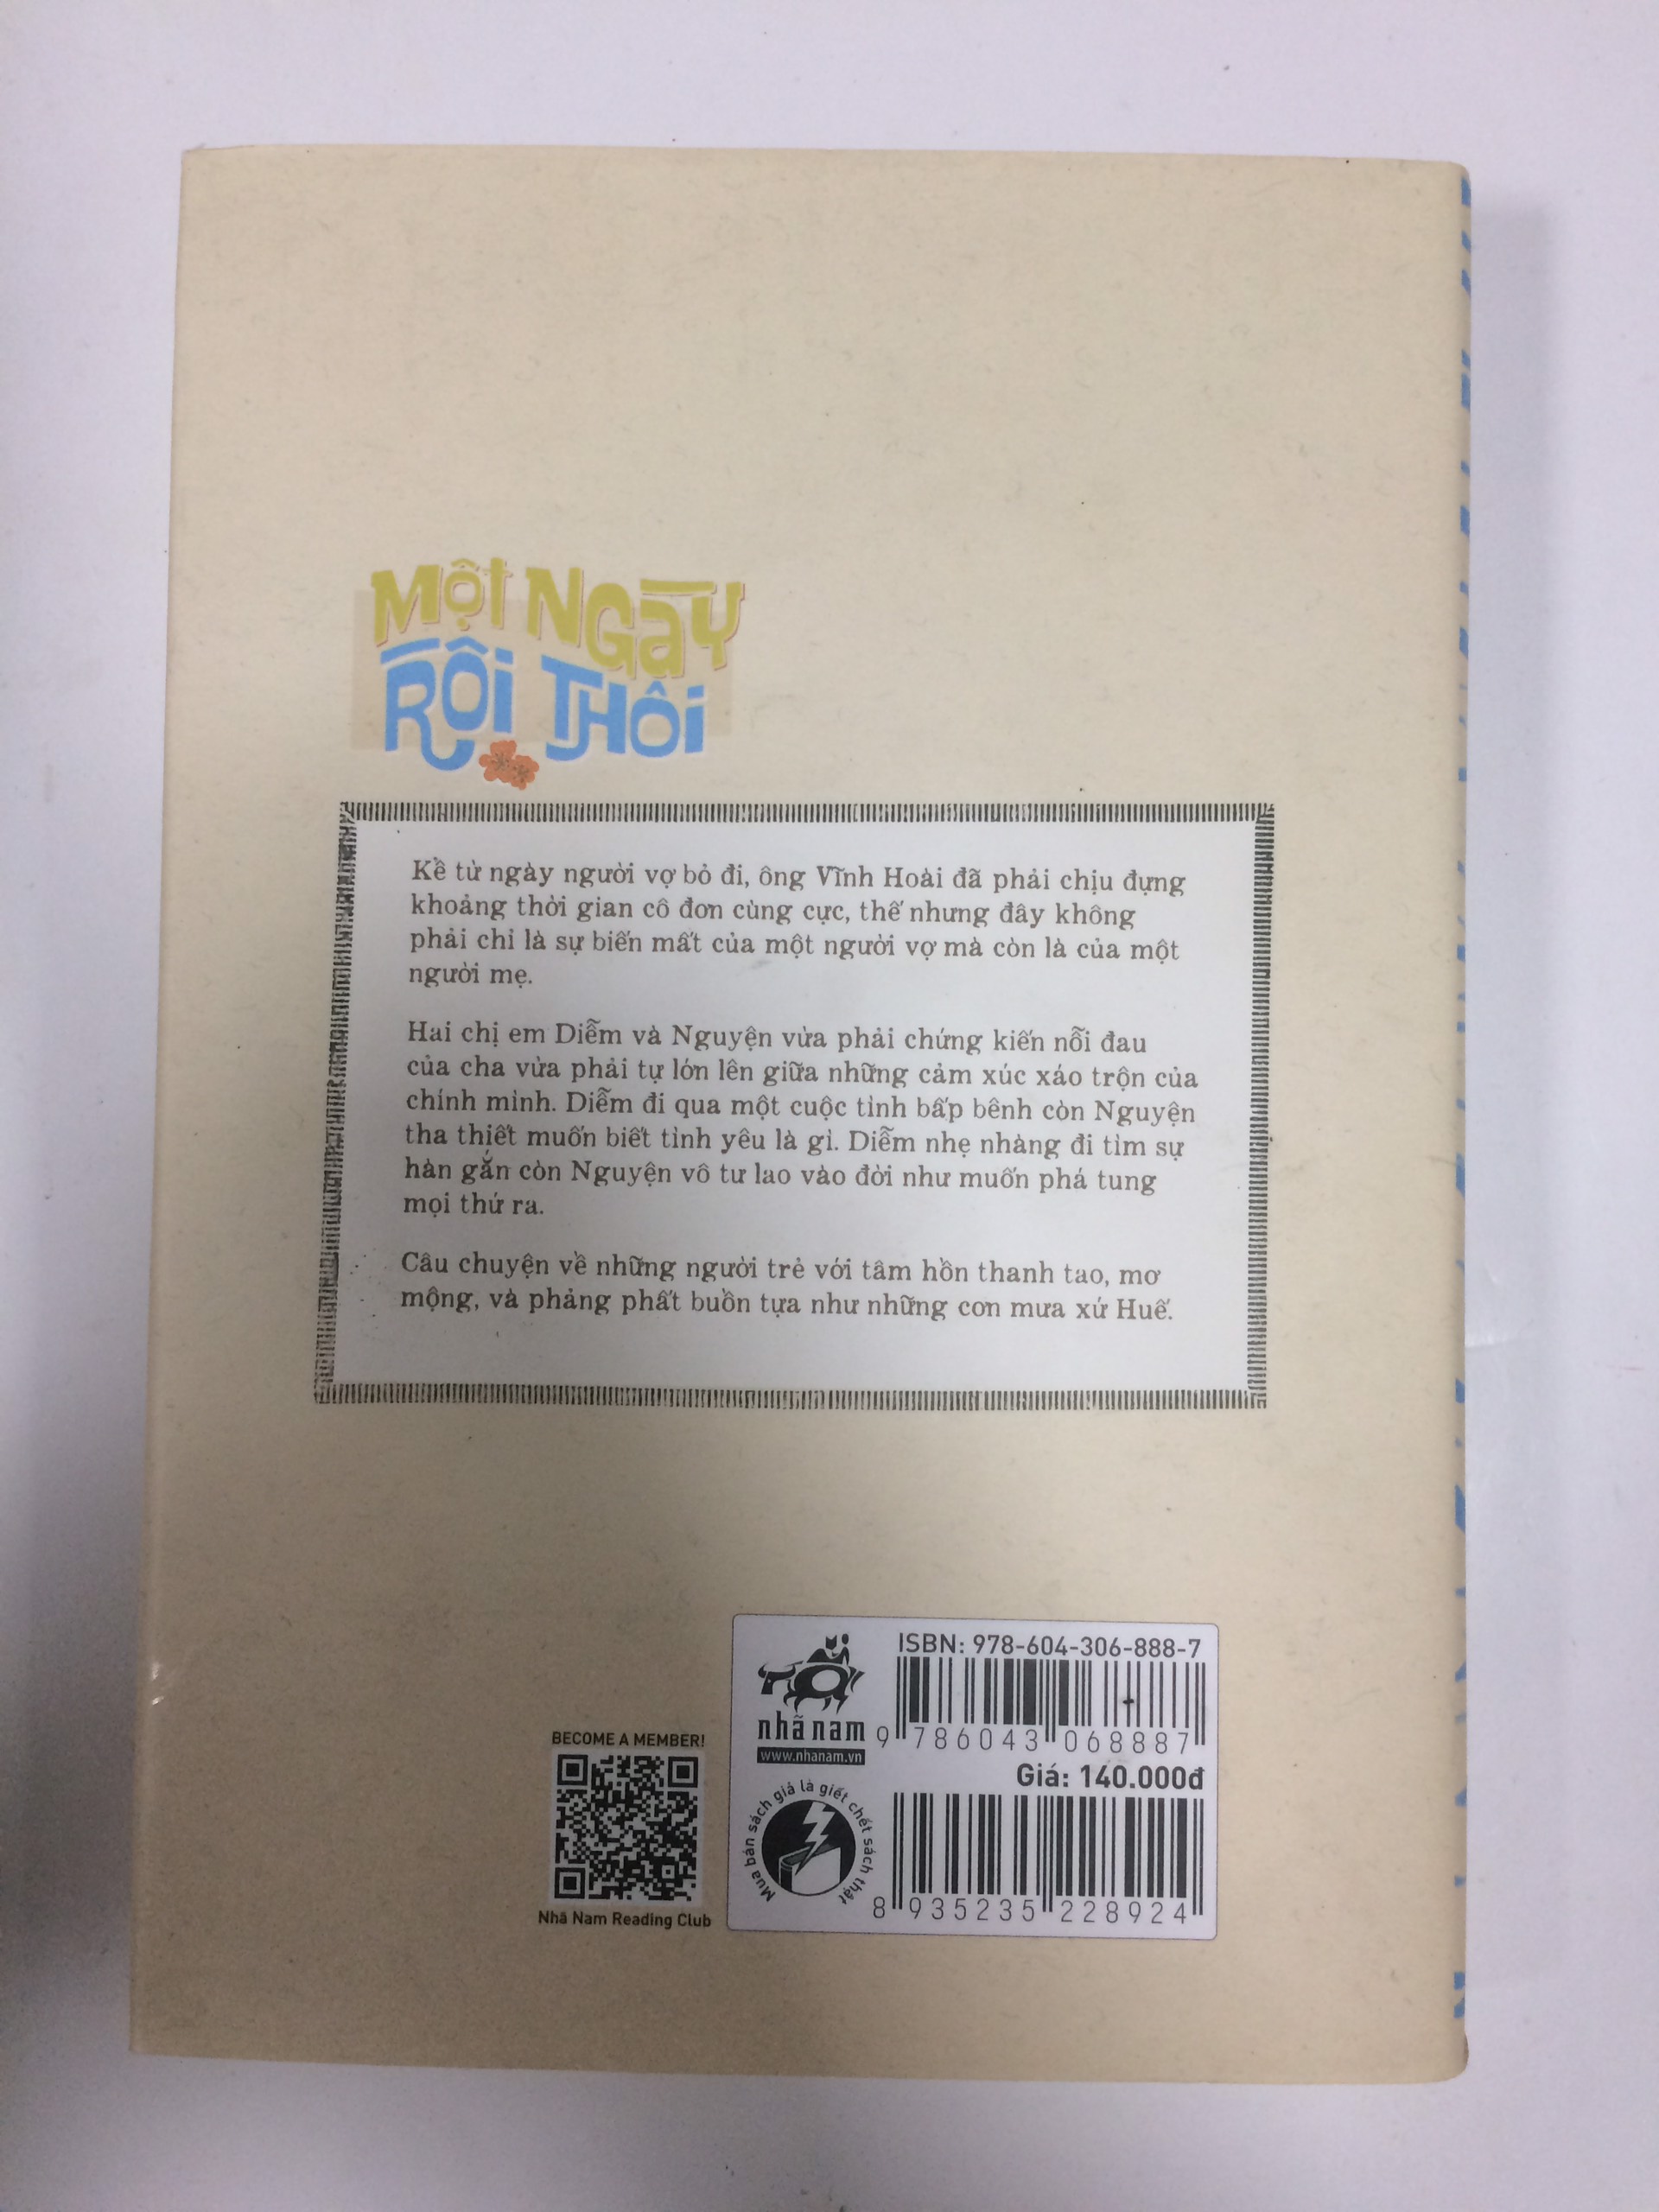 MỘT NGÀY
RỒI THÔI
Kể từ ngày người vợ bỏ đi, ông Vĩnh Hoài đã phải chịu đựng
khoảng thời gian cô đơn cùng cực, thế nhưng đây không
phải chỉ là sự biến mất của một người vợ mà còn là của một
người mẹ.
Hai chị em Diễm và Nguyện vừa phải chứng kiến nỗi đau
của cha vừa phải tự lớn lên giữa những cảm xúc xáo trộn của
chính mình. Diễm đi qua một cuộc tình bấp bênh còn Nguyện
tha thiết muốn biết tình yêu là gì. Diễm nhẹ nhàng đi tìm sự
hàn gắn còn Nguyện vô tư lao vào đời như muốn phá tung
mọi thứ ra.
Câu chuyện về những người trẻ với tâm hồn thanh tao, mơ
mộng, và phảng phất buồn tựa như những cơn mưa xứ Huế.
BECOME A MEMBER!
Nhã Nam Reading Club
nhã nam
www.nhanam.vn
Mua bán sách giả là giết chết sách thật
ISBN: 978-604-306-888-7
9 786043 068887
Giá: 140.000đ
8 935235 228924